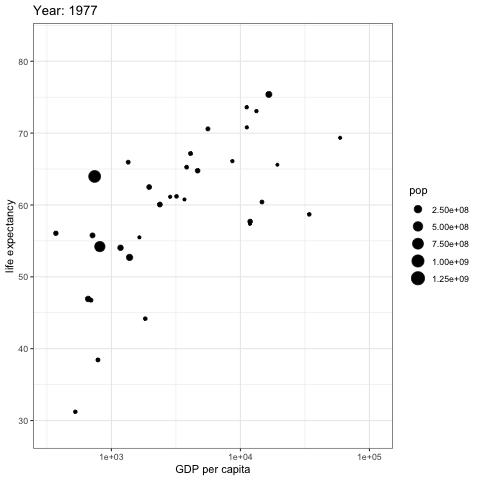 Year: 1977
80
70
60
50
40
30
life expectancy
1e+03
1e+04
1e+05
GDP per capita
pop
2.50e+08
5.00e+08
7.50e+08
1.00e+09
1.25e+09